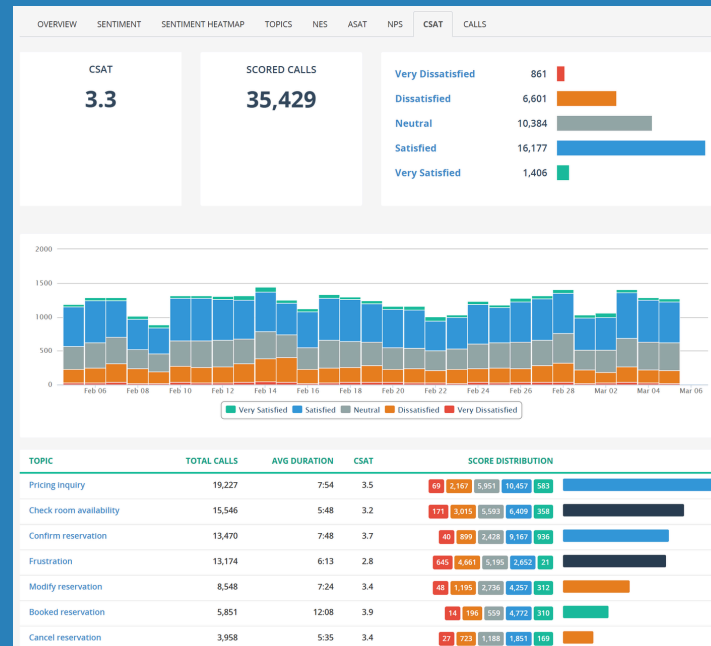 OVERVIEW SENTIMENT SENTIMENT HEATMAP TOPICS NES ASAT NPS CSAT CALLS
CSAT
3.3
SCORED CALLS
35,429
Very Dissatisfied 861
Dissatisfied 6,601
Neutral 10,384
Satisfied 16,177
Very Satisfied 1,406
2000
1500
1000
500
0
Feb 06 Feb 08 Feb 10 Feb 12 Feb 14 Feb 16 Feb 18 Feb 20 Feb 22 Feb 24 Feb 26 Feb 28 Mar 02 Mar 04 Mar 06
Very Satisfied Satisfied Neutral Dissatisfied Very Dissatisfied
TOPIC TOTAL CALLS AVG DURATION CSAT SCORE DISTRIBUTION
Pricing inquiry 19,227 7:54 3.5 69 2,167 5,951 10,457 583
Check room availability 15,546 5:48 3.2 171 3,015 5,593 6,409 358
Confirm reservation 13,470 7:48 3.7 40 899 2,428 9,167 936
Frustration 13,174 6:13 2.8 645 4,661 5,195 2,652 21
Modify reservation 8,548 7:24 3.4 48 1,195 2,736 4,257 312
Booked reservation 5,851 12:08 3.9 14 196 559 4,772 310
Cancel reservation 3,958 5:35 3.4 27 723 1,188 1,851 169